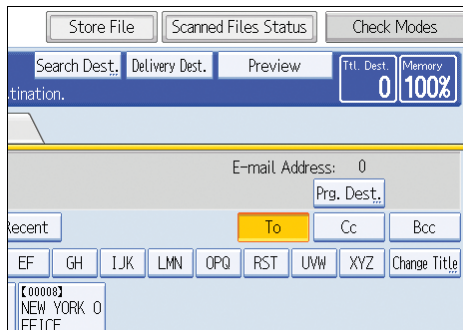 Store File Scanned Files Status Check Modes
Search Dest. Delivery Dest. Preview Ttl. Dest. 0 Memory 100%
tination.
E-mail Address: 0
Prg. Dest.
Recent To Cc Bcc
EF GH IJK LMN OPQ RST UVW XYZ Change Title
【00008】
NEW YORK O
FFICE